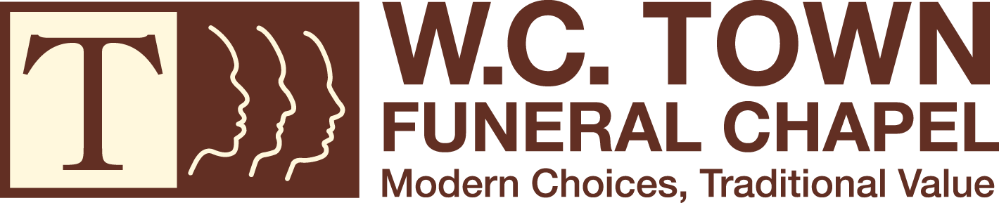 T
W.C. TOWN
FUNERAL CHAPEL
Modern Choices, Traditional Value